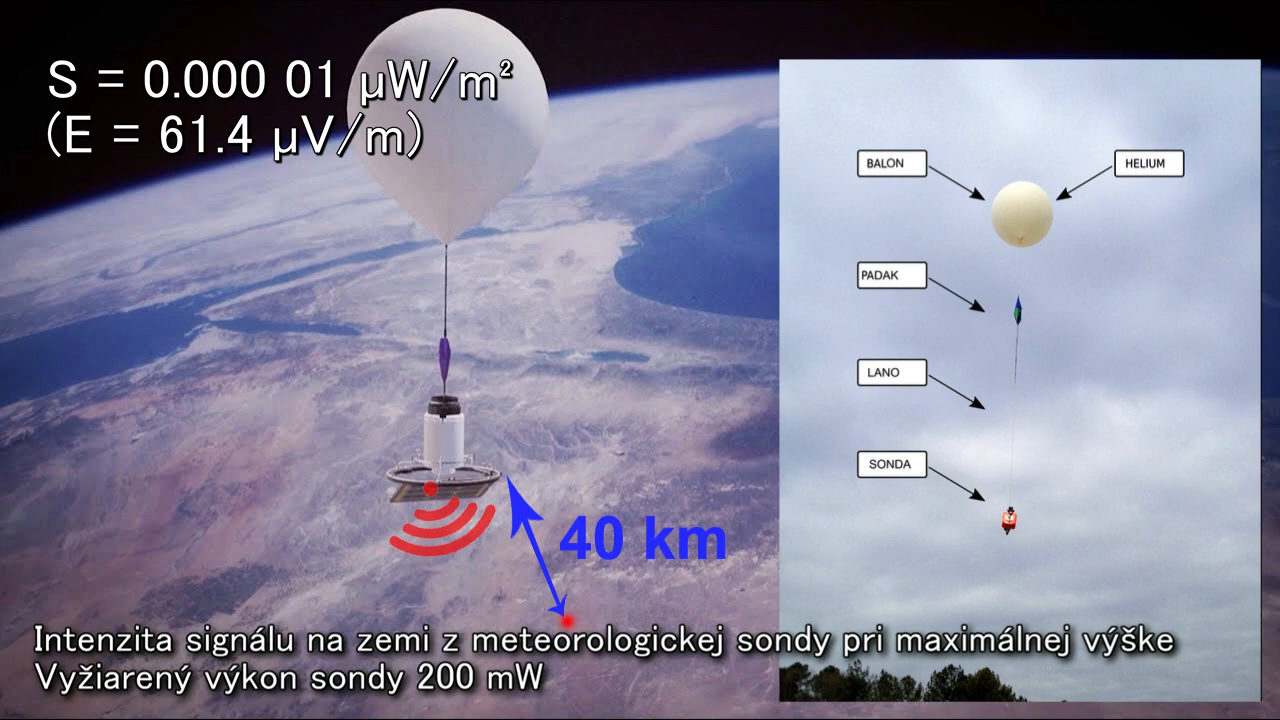 S = 0.000 01 µW/m²
(E = 61.4 µV/m)
BALON
HELIUM
PADAK
LANO
SONDA
40 km
Intenzita signálu na zemi z meteorologickej sondy pri maximálnej výške
Vyžiarený výkon sondy 200 mW